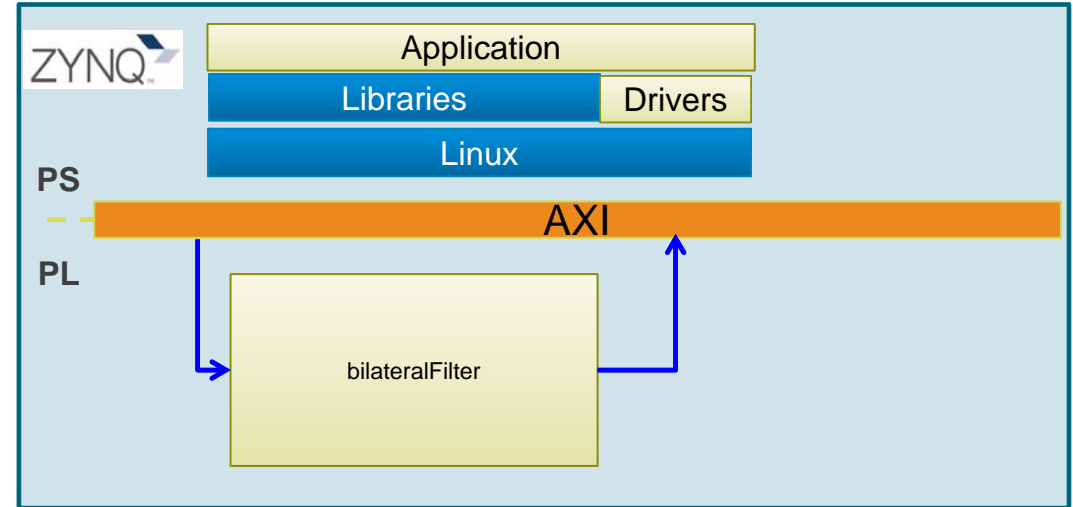 ZYNQ
Application
Libraries
Drivers
Linux
PS
AXI
PL
bilateralFilter